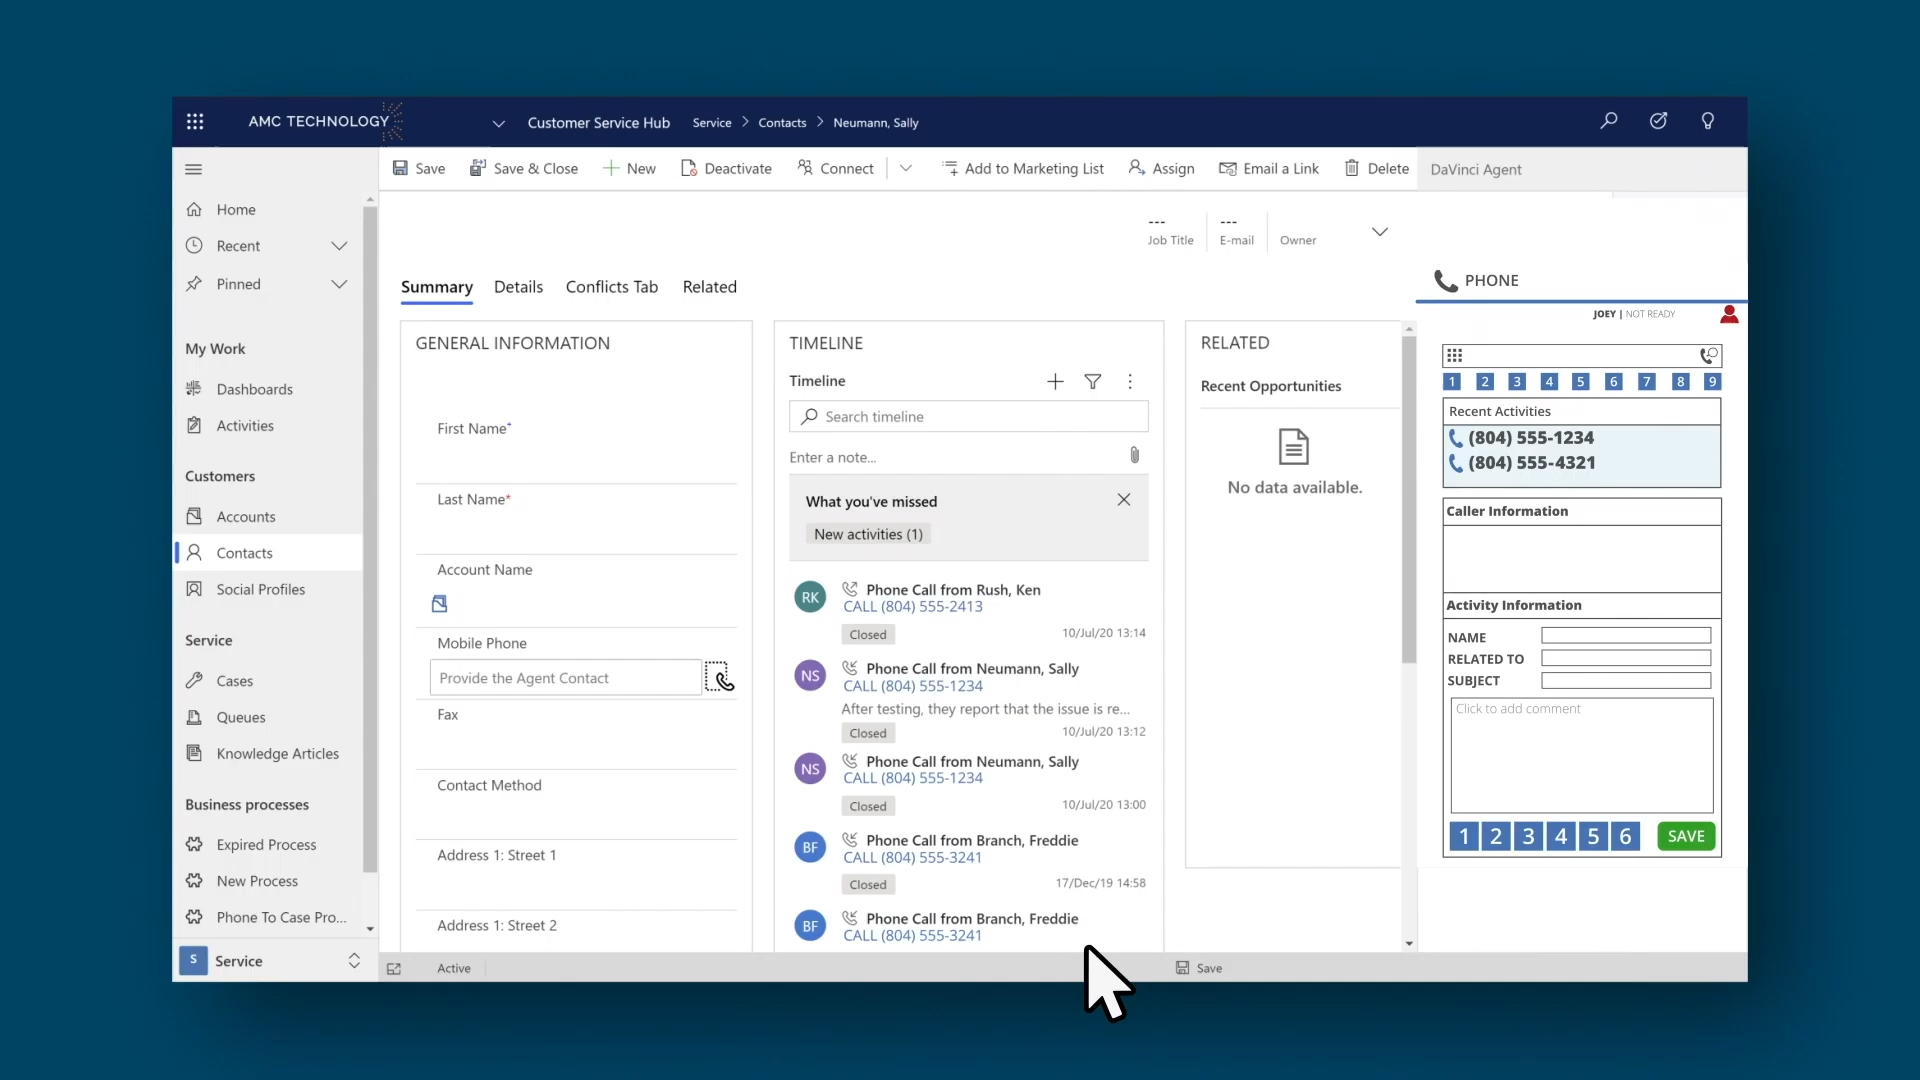 AMC TECHNOLOGY
Customer Service Hub
Service > Contacts > Neumann, Sally
Save
Save & Close
New
Deactivate
Connect
Add to Marketing List
Assign
Email a Link
Delete
DaVinci Agent
Home
Recent
Pinned
My Work
Dashboards
Activities
Customers
Accounts
Contacts
Social Profiles
Service
Cases
Queues
Knowledge Articles
Business processes
Expired Process
New Process
Phone To Case Pro...
S
Service
---
Job Title
---
E-mail
Owner
Summary
Details
Conflicts Tab
Related
GENERAL INFORMATION
First Name+
Last Name*
Account Name
Mobile Phone
Provide the Agent Contact
Fax
Contact Method
Address 1: Street 1
Address 1: Street 2
TIMELINE
Timeline
Search timeline
Enter a note...
What you've missed
New activities (1)
RK
Phone Call from Rush, Ken
CALL (804) 555-2413
Closed
10/Jul/20 13:14
NS
Phone Call from Neumann, Sally
CALL (804) 555-1234
After testing, they report that the issue is re...
Closed
10/Jul/20 13:12
NS
Phone Call from Neumann, Sally
CALL (804) 555-1234
Closed
10/Jul/20 13:00
BF
Phone Call from Branch, Freddie
CALL (804) 555-3241
Closed
17/Dec/19 14:58
BF
Phone Call from Branch, Freddie
CALL (804) 555-3241
RELATED
Recent Opportunities
No data available.
PHONE
JOEY | NOT READY
1 2 3 4 5 6 7 8 9
Recent Activities
(804) 555-1234
(804) 555-4321
Caller Information
Activity Information
NAME
RELATED TO
SUBJECT
Click to add comment
1 2 3 4 5 6
SAVE
Active
Save